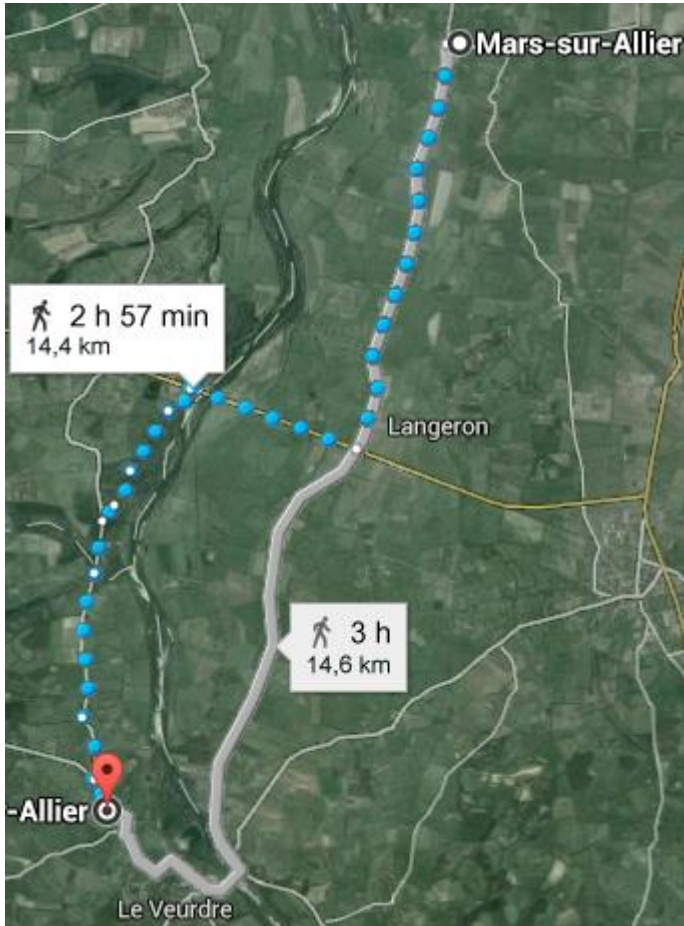 Mars-sur-Allier
2 h 57 min
14,4 km
Langeron
3 h
14,6 km
-Allier
Le Veurdre